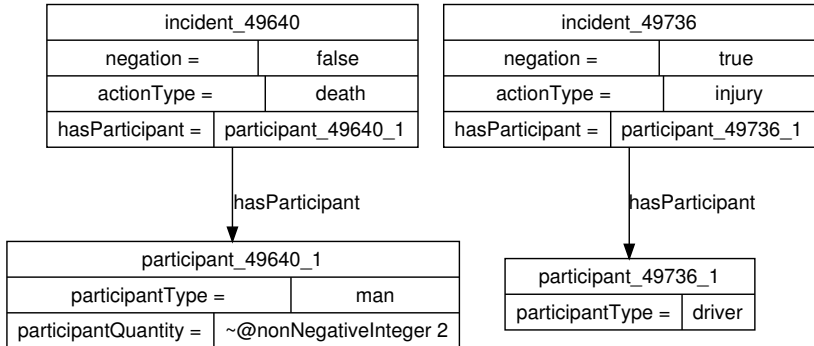 incident_49640
negation = false
actionType = death
hasParticipant = participant_49640_1
incident_49736
negation = true
actionType = injury
hasParticipant = participant_49736_1
hasParticipant
hasParticipant
participant_49640_1
participantType = man
participantQuantity = ~@nonNegativeInteger 2
participant_49736_1
participantType = driver